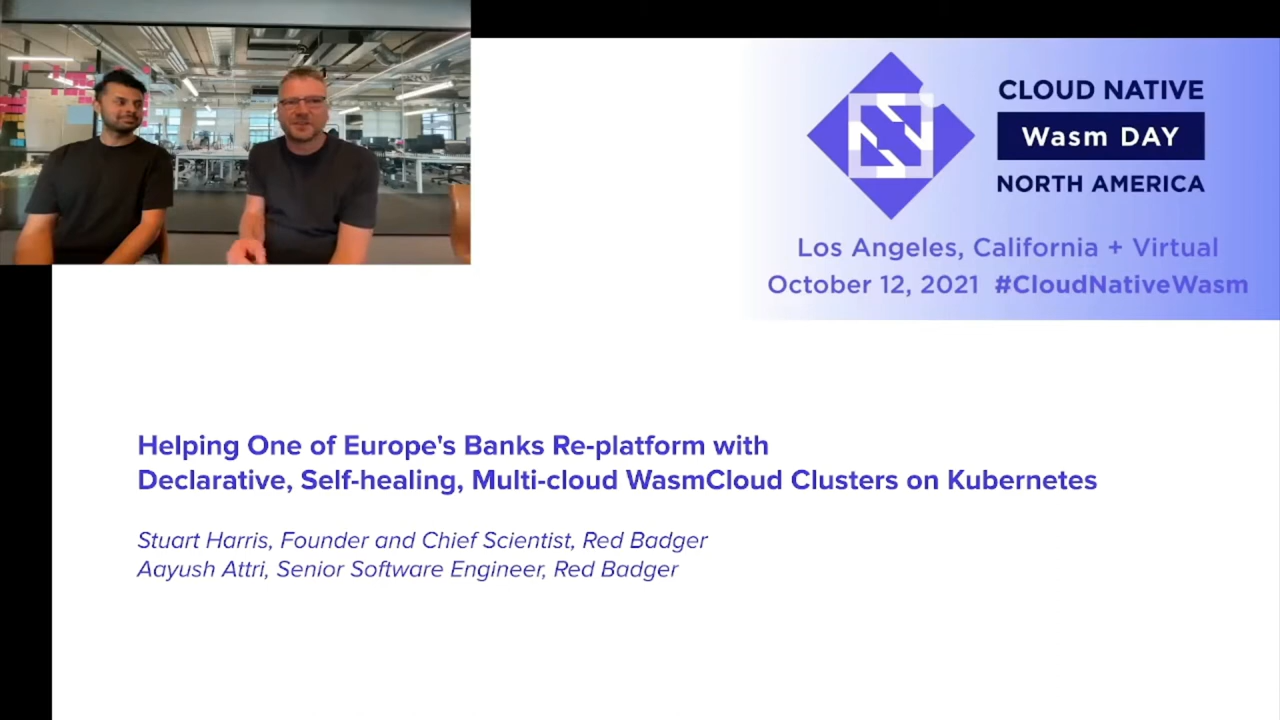 CLOUD NATIVE
Wasm DAY
NORTH AMERICA
Los Angeles, California + Virtual
October 12, 2021 #CloudNativeWasm
Helping One of Europe's Banks Re-platform with
Declarative, Self-healing, Multi-cloud WasmCloud Clusters on Kubernetes
Stuart Harris, Founder and Chief Scientist, Red Badger
Aayush Attri, Senior Software Engineer, Red Badger